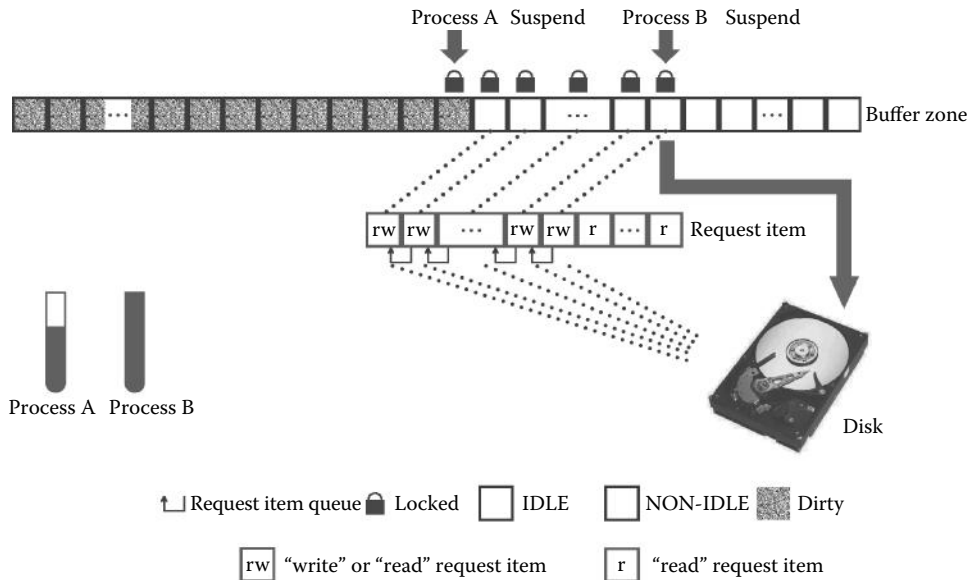 Process A Suspend Process B Suspend
... ... ...
Buffer zone
rw rw ... rw rw r ... r Request item
Process A Process B
Disk
Request item queue Locked IDLE NON-IDLE Dirty
rw “write” or “read” request item r “read” request item